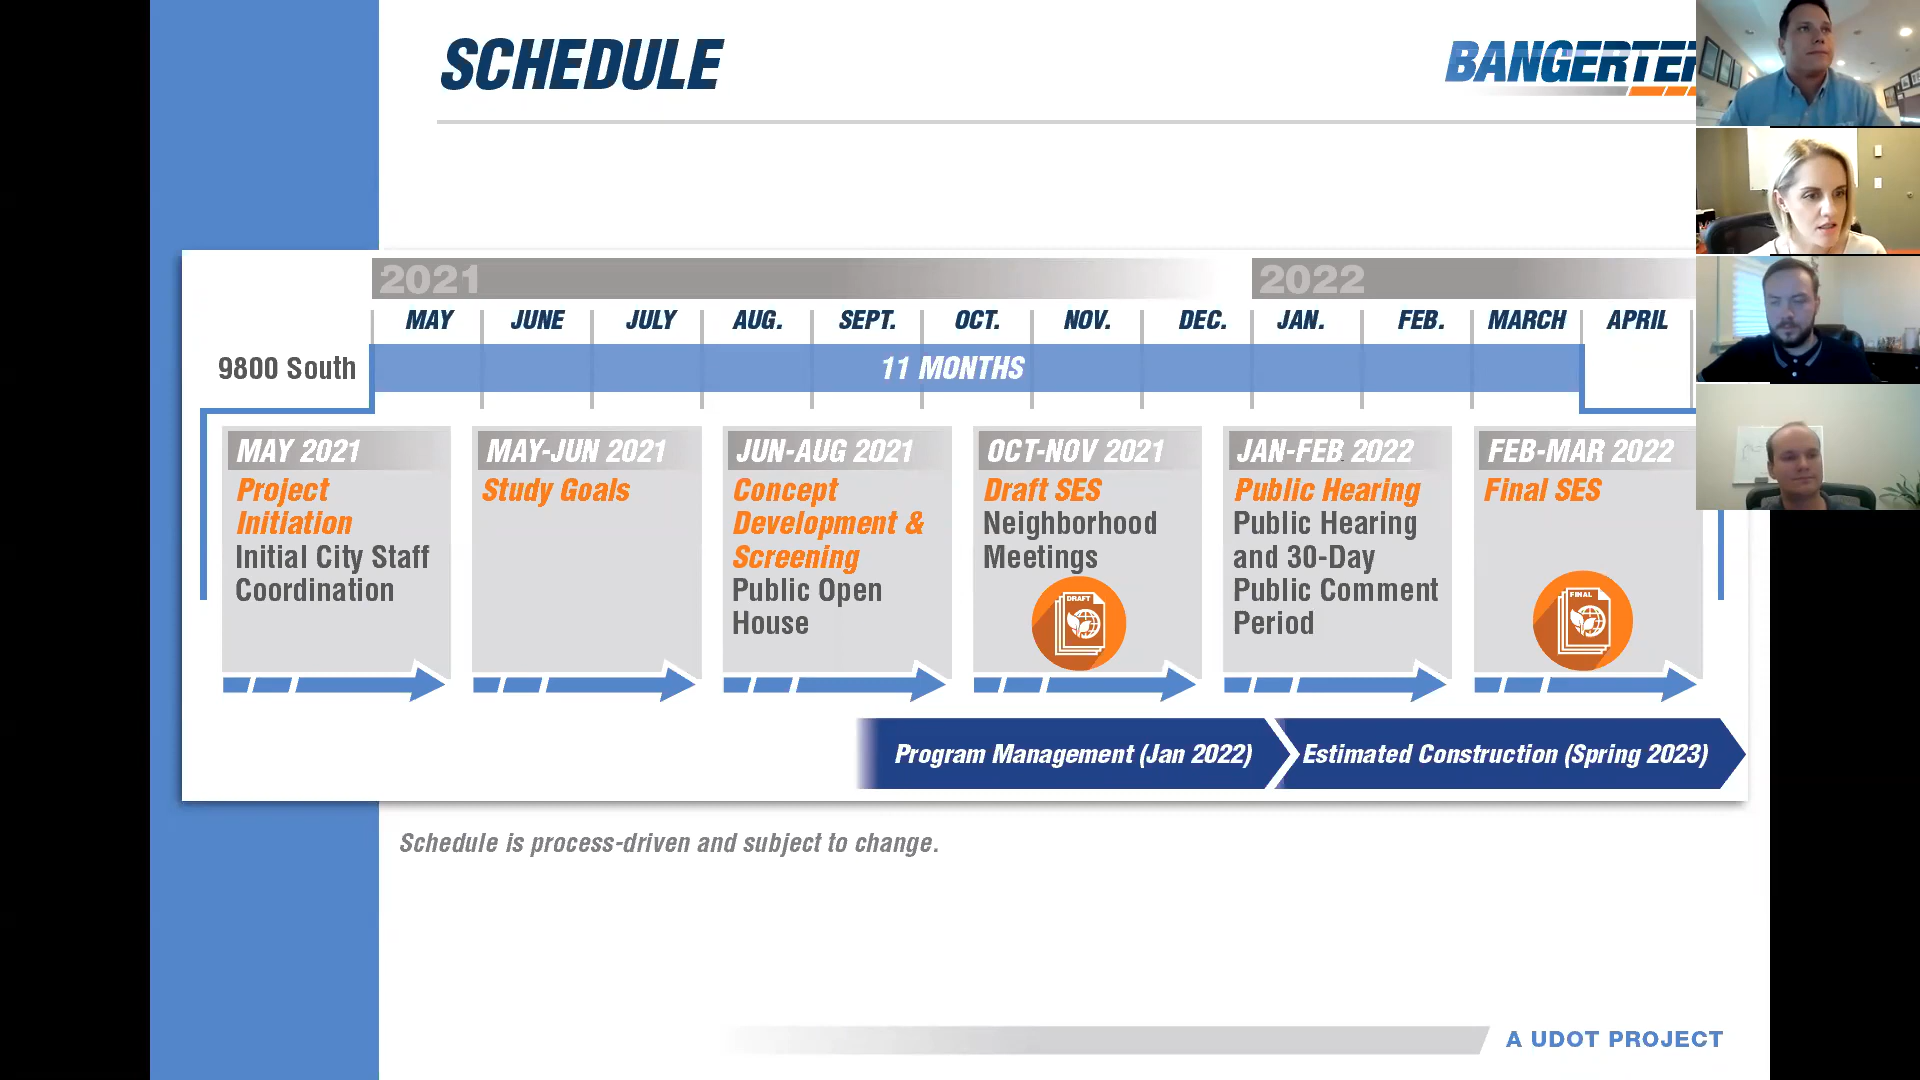 SCHEDULE
BANGERTER
2021
2022
MAY JUNE JULY AUG. SEPT. OCT. NOV. DEC. JAN. FEB. MARCH APRIL
9800 South
11 MONTHS
MAY 2021
Project
Initiation
Initial City Staff
Coordination
MAY-JUN 2021
Study Goals
JUN-AUG 2021
Concept
Development &
Screening
Public Open
House
OCT-NOV 2021
Draft SES
Neighborhood
Meetings
DRAFT
JAN-FEB 2022
Public Hearing
Public Hearing
and 30-Day
Public Comment
Period
FEB-MAR 2022
Final SES
FINAL
Program Management (Jan 2022)
Estimated Construction (Spring 2023)
Schedule is process-driven and subject to change.
A UDOT PROJECT